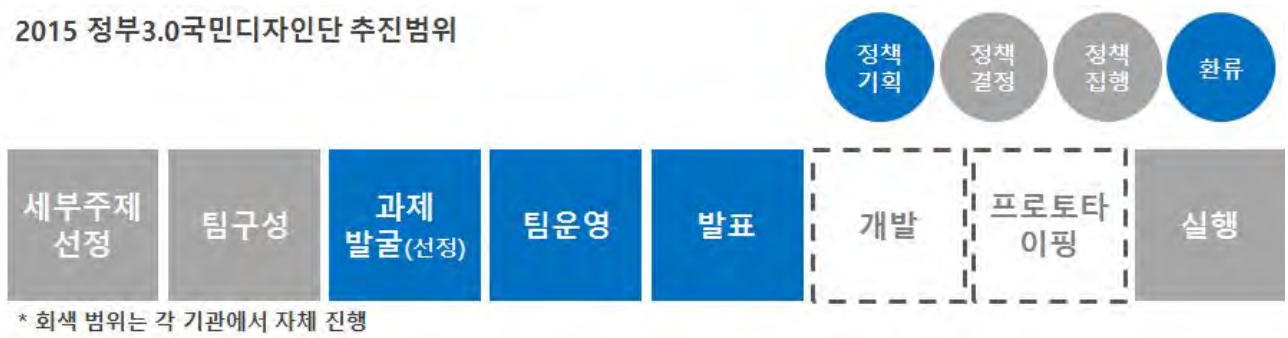 2015 정부3.0국민디자인단 추진범위
정책
기획
정책
결정
정책
집행
환류
세부주제
선정
팀구성
과제
발굴(선정)
팀운영
발표
개발
프로토타
이핑
실행
* 회색 범위는 각 기관에서 자체 진행